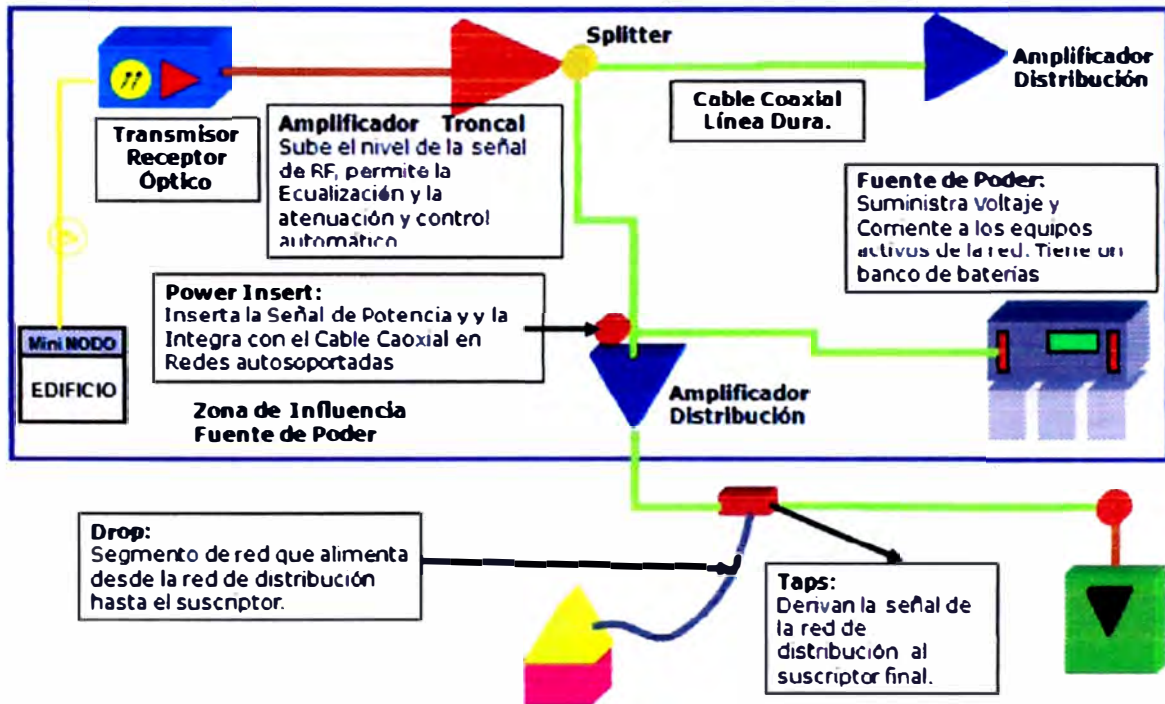 Splitter
Amplificador
Distribución
Transmisor
Receptor
Óptico
Amplificador Troncal
Sube el nivel de la señal
de RF, permite la
Ecualización y la
atenuación y control
automático
Cable Coaxial
Línea Dura.
Fuente de Poder:
Suministra Voltaje y
Corriente a los equipos
activos de la red. Tiene un
banco de baterías
Power Insert:
Inserta la Señal de Potencia y y la
Integra con el Cable Caoxial en
Redes autosoportadas
Mini NODO
EDIFICIO
Amplificador
Distribución
Zona de Influencia
Fuente de Poder
Drop:
Segmento de red que alimenta
desde la red de distribución
hasta el suscriptor.
Taps:
Derivan la señal de
la red de
distribución al
suscriptor final.